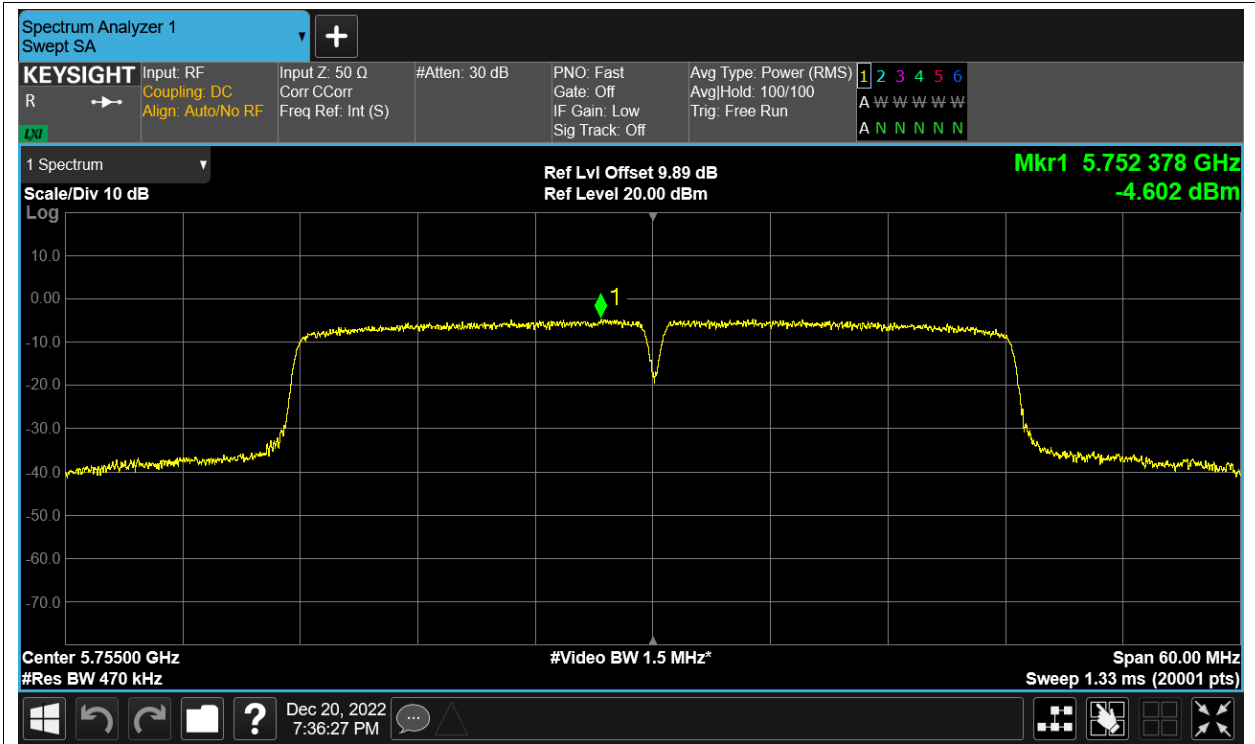 Spectrum Analyzer 1
Swept SA
KEYSIGHT
R
LXI
Input: RF
Coupling: DC
Align: Auto/No RF
Input Z: 50 Ω
Corr CCorr
Freq Ref: Int (S)
#Atten: 30 dB
PNO: Fast
Gate: Off
IF Gain: Low
Sig Track: Off
Avg Type: Power (RMS)
Avg|Hold: 100/100
Trig: Free Run
1 2 3 4 5 6
A W W W W W
A N N N N N
1 Spectrum
Scale/Div 10 dB
Log
Ref Lvl Offset 9.89 dB
Ref Level 20.00 dBm
Mkr1 5.752 378 GHz
-4.602 dBm
10.0
0.00
-10.0
-20.0
-30.0
-40.0
-50.0
-60.0
-70.0
1
Center 5.75500 GHz
#Res BW 470 kHz
#Video BW 1.5 MHz*
Span 60.00 MHz
Sweep 1.33 ms (20001 pts)
?
Dec 20, 2022
7:36:27 PM